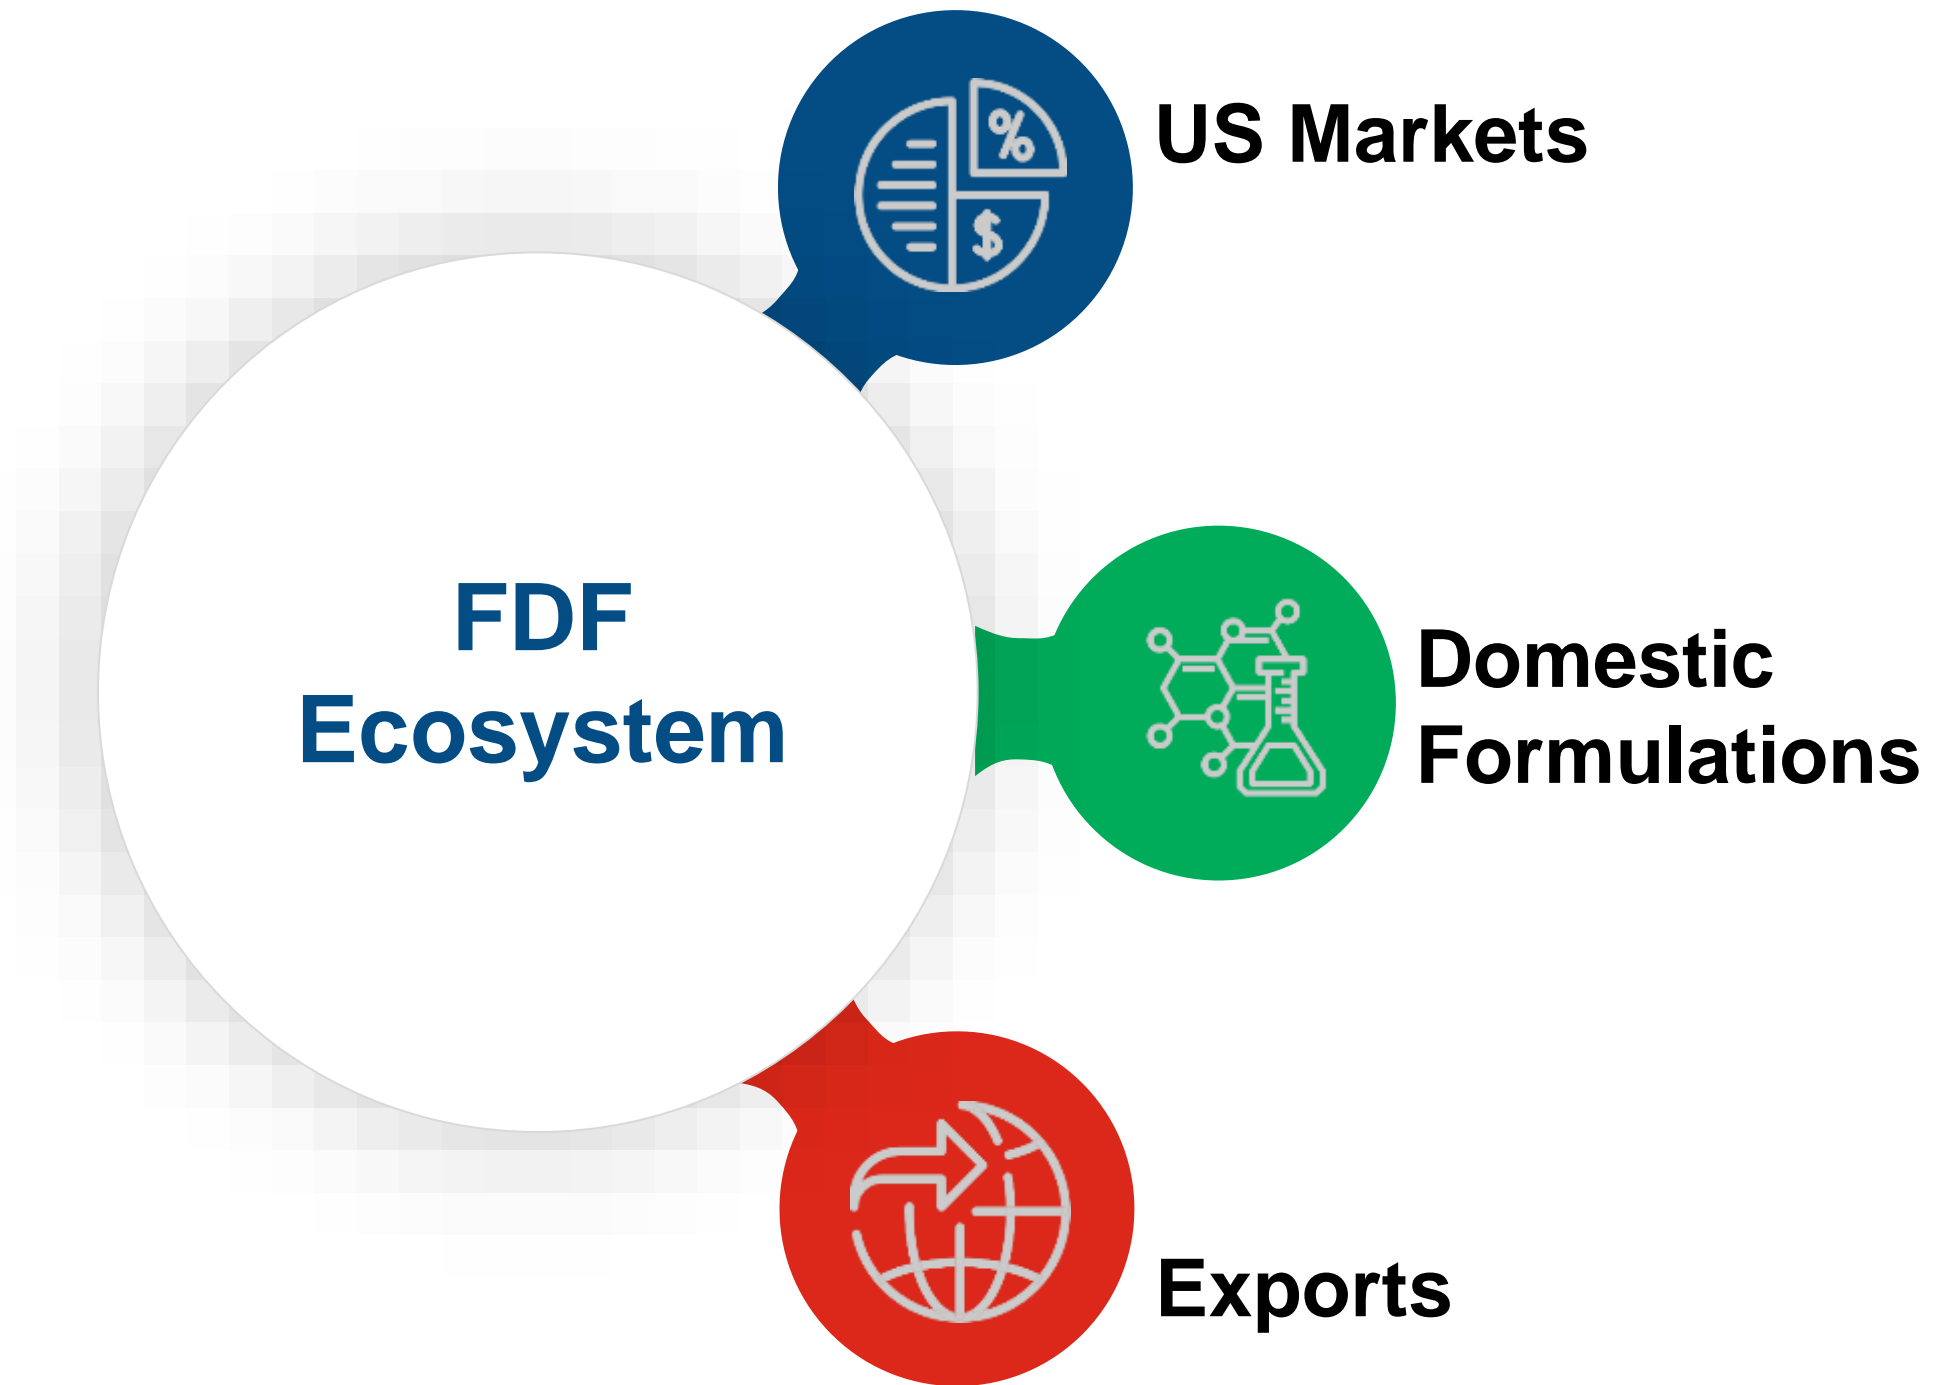 US Markets
FDF
Ecosystem
Domestic
Formulations
Exports
%
$